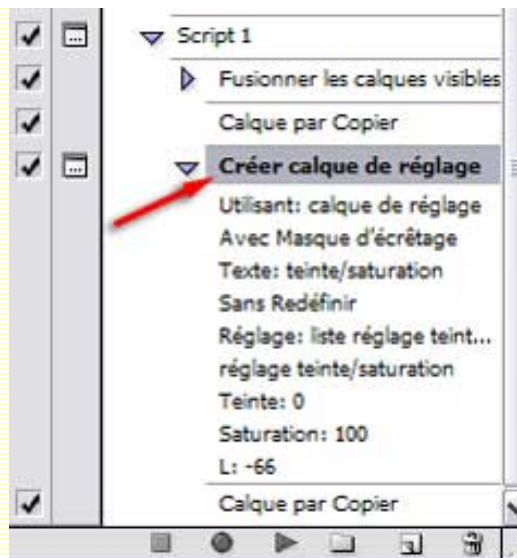 Script 1
Fusionner les calques visibles
Calque par Copier
Créer calque de réglage
Utilisant: calque de réglage
Avec Masque d'écrêtage
Texte: teinte/saturation
Sans Redéfinir
Réglage: liste réglage teint...
réglage teinte/saturation
Teinte: 0
Saturation: 100
L: -66
Calque par Copier